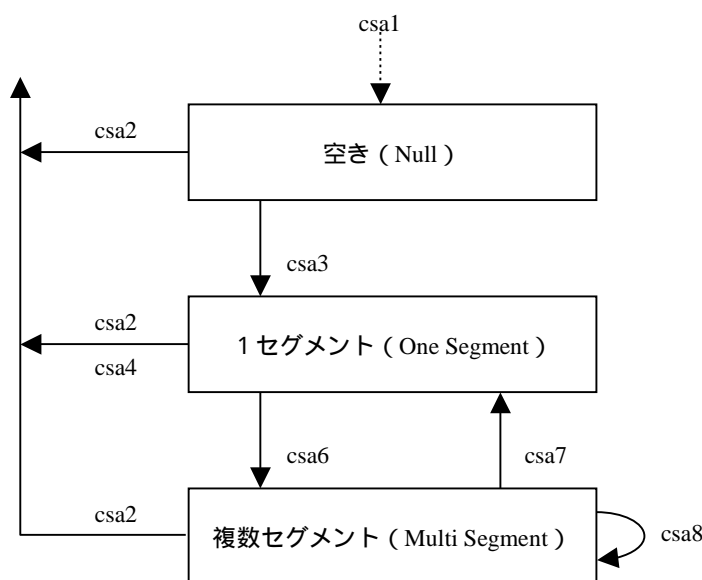 csa1
csa2
空き（Null）
csa3
csa2
1セグメント（One Segment）
csa4
csa6
csa7
csa2
複数セグメント（Multi Segment）
csa8